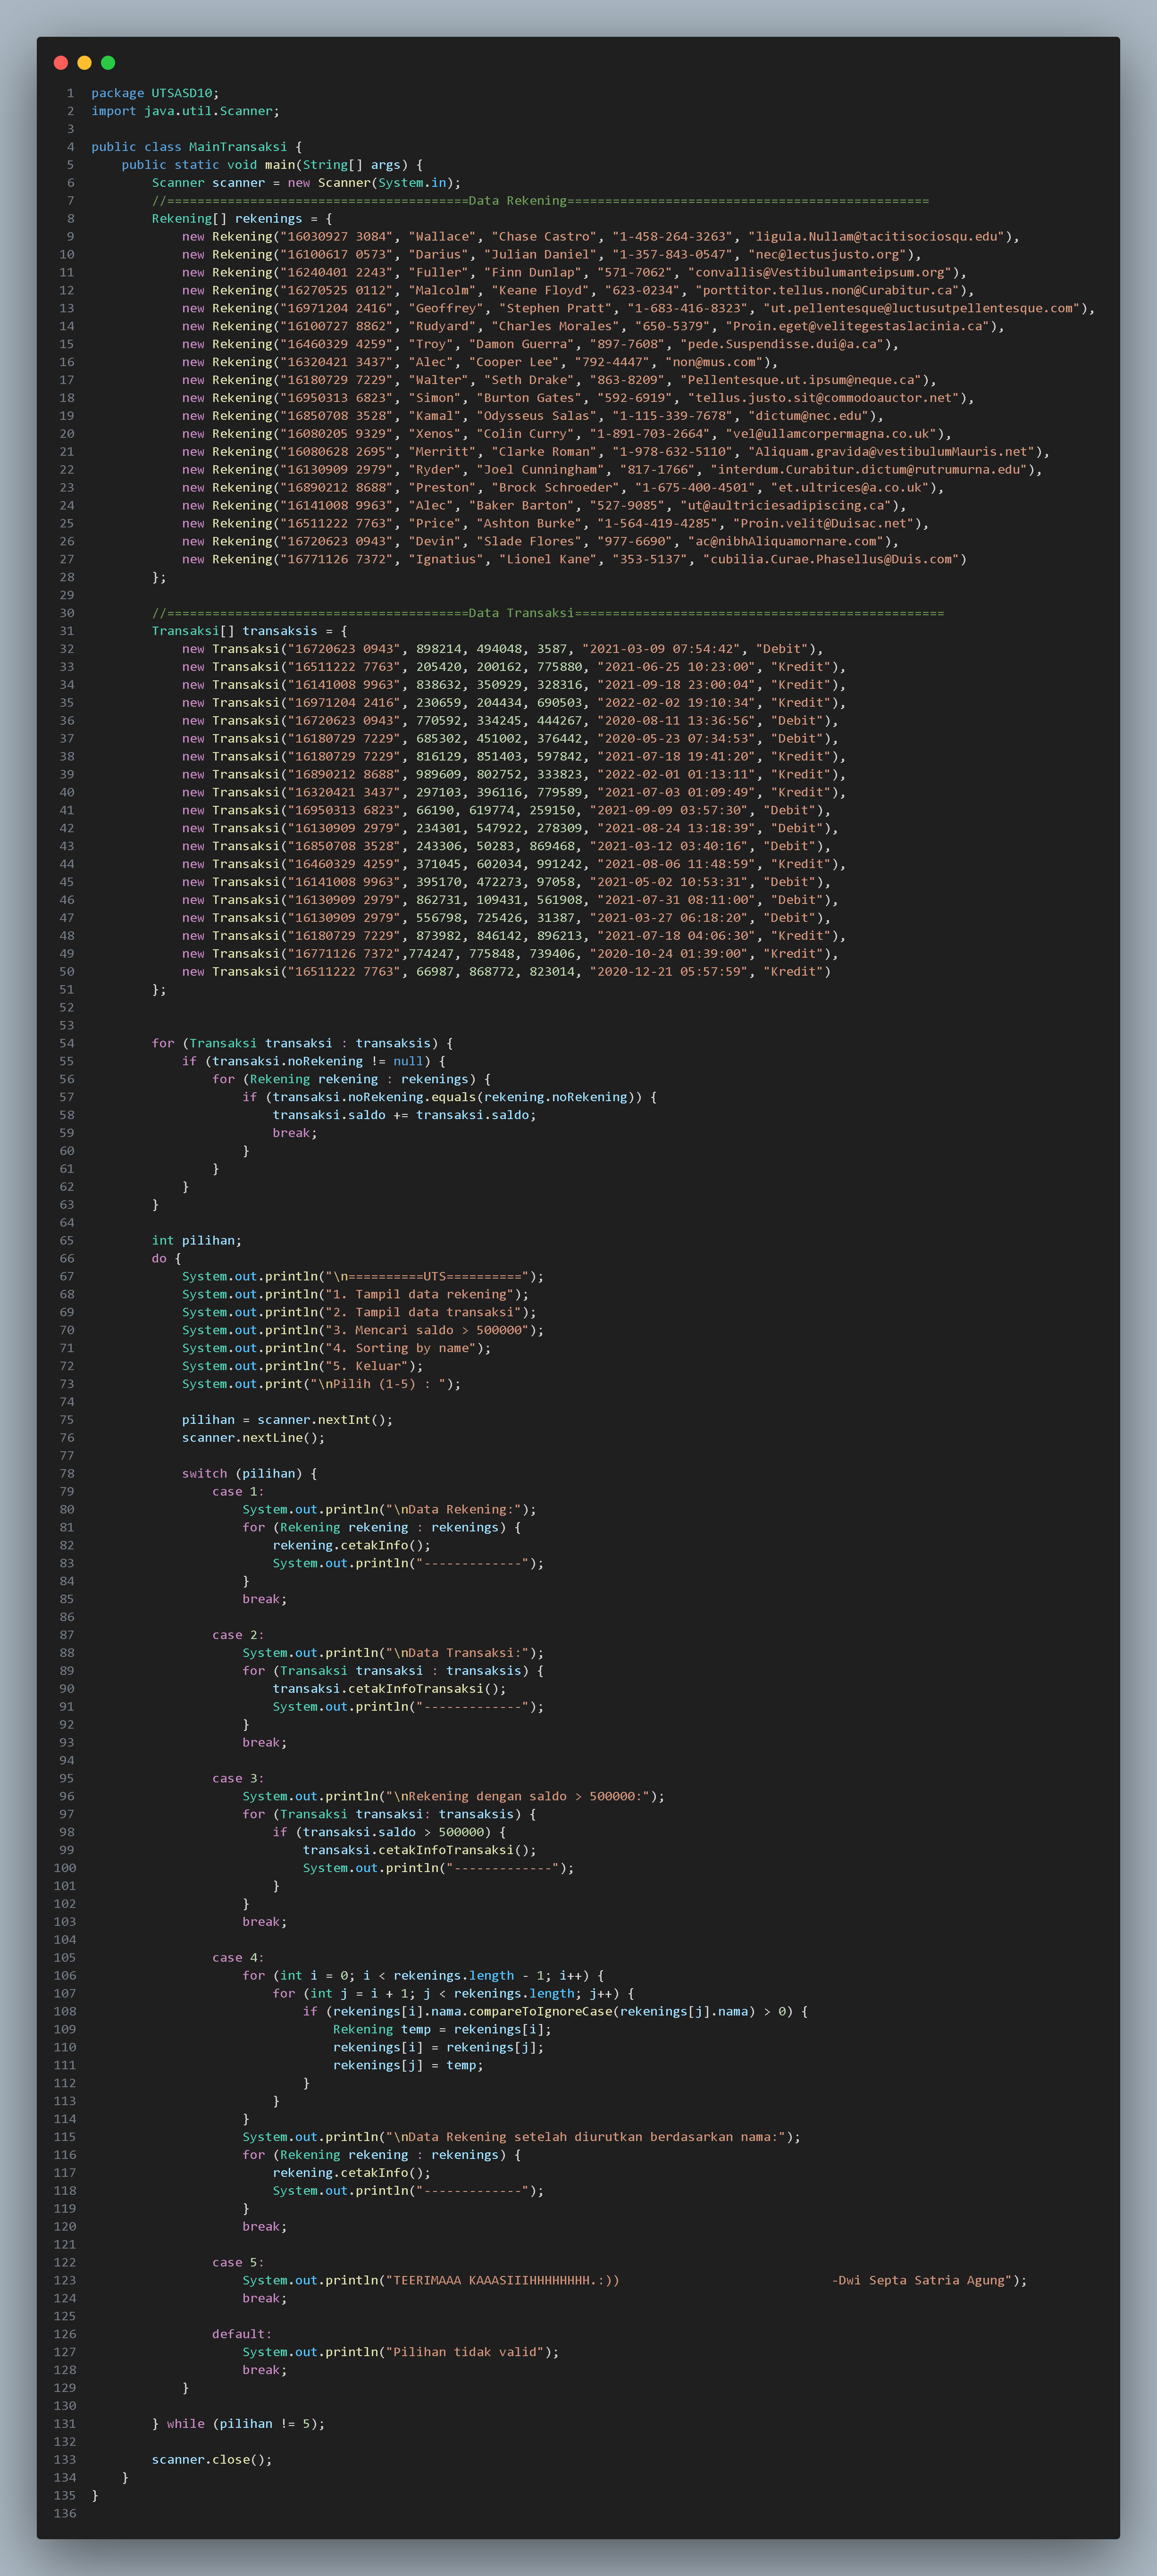 1 package UTSASD10;
2 import java.util.Scanner;
3
4 public class MainTransaksi {
5     public static void main(String[] args) {
6         Scanner scanner = new Scanner(System.in);
7         //========================================Data Rekening================================================
8         Rekening[] rekenings = {
9             new Rekening("16030927 3084", "Wallace", "Chase Castro", "1-458-264-3263", "ligula.Nullam@tacitisociosqu.edu"),
10             new Rekening("16100617 0573", "Darius", "Julian Daniel", "1-357-843-0547", "nec@lectusjusto.org"),
11             new Rekening("16240401 2243", "Fuller", "Finn Dunlap", "571-7062", "convallis@Vestibulumanteipsum.org"),
12             new Rekening("16270525 0112", "Malcolm", "Keane Floyd", "623-0234", "porttitor.tellus.non@Curabitur.ca"),
13             new Rekening("16971204 2416", "Geoffrey", "Stephen Pratt", "1-683-416-8323", "ut.pellentesque@luctusutpellentesque.com"),
14             new Rekening("16100727 8862", "Rudyard", "Charles Morales", "650-5379", "Proin.eget@velitegestaslacinia.ca"),
15             new Rekening("16460329 4259", "Troy", "Damon Guerra", "897-7608", "pede.Suspendisse.dui@a.ca"),
16             new Rekening("16320421 3437", "Alec", "Cooper Lee", "792-4447", "non@mus.com"),
17             new Rekening("16180729 7229", "Walter", "Seth Drake", "863-8209", "Pellentesque.ut.ipsum@neque.ca"),
18             new Rekening("16950313 6823", "Simon", "Burton Gates", "592-6919", "tellus.justo.sit@commodoauctor.net"),
19             new Rekening("16850708 3528", "Kamal", "Odysseus Salas", "1-115-339-7678", "dictum@nec.edu"),
20             new Rekening("16080205 9329", "Xenos", "Colin Curry", "1-891-703-2664", "vel@ullamcorpermagna.co.uk"),
21             new Rekening("16080628 2695", "Merritt", "Clarke Roman", "1-978-632-5110", "Aliquam.gravida@vestibulumMauris.net"),
22             new Rekening("16130909 2979", "Ryder", "Joel Cunningham", "817-1766", "interdum.Curabitur.dictum@rutrumurna.edu"),
23             new Rekening("16890212 8688", "Preston", "Brock Schroeder", "1-675-400-4501", "et.ultrices@a.co.uk"),
24             new Rekening("16141008 9963", "Alec", "Baker Barton", "527-9085", "ut@aultriciesadipiscing.ca"),
25             new Rekening("16511222 7763", "Price", "Ashton Burke", "1-564-419-4285", "Proin.velit@Duisac.net"),
26             new Rekening("16720623 0943", "Devin", "Slade Flores", "977-6690", "ac@nibhAliquamornare.com"),
27             new Rekening("16771126 7372", "Ignatius", "Lionel Kane", "353-5137", "cubilia.Curae.Phasellus@Duis.com")
28         };
29
30         //========================================Data Transaksi=================================================
31         Transaksi[] transaksis = {
32             new Transaksi("16720623 0943", 898214, 494048, 3587, "2021-03-09 07:54:42", "Debit"),
33             new Transaksi("16511222 7763", 205420, 200162, 775880, "2021-06-25 10:23:00", "Kredit"),
34             new Transaksi("16141008 9963", 838632, 350929, 328316, "2021-09-18 23:00:04", "Kredit"),
35             new Transaksi("16971204 2416", 230659, 204434, 690503, "2022-02-02 19:10:34", "Kredit"),
36             new Transaksi("16720623 0943", 770592, 334245, 444267, "2020-08-11 13:36:56", "Debit"),
37             new Transaksi("16180729 7229", 685302, 451002, 376442, "2020-05-23 07:34:53", "Debit"),
38             new Transaksi("16180729 7229", 816129, 851403, 597842, "2021-07-18 19:41:20", "Kredit"),
39             new Transaksi("16890212 8688", 989609, 802752, 333823, "2022-02-01 01:13:11", "Kredit"),
40             new Transaksi("16320421 3437", 297103, 396116, 779589, "2021-07-03 01:09:49", "Kredit"),
41             new Transaksi("16950313 6823", 66190, 619774, 259150, "2021-09-09 03:57:30", "Debit"),
42             new Transaksi("16130909 2979", 234301, 547922, 278309, "2021-08-24 13:18:39", "Debit"),
43             new Transaksi("16850708 3528", 243306, 50283, 869468, "2021-03-12 03:40:16", "Debit"),
44             new Transaksi("16460329 4259", 371045, 602034, 991242, "2021-08-06 11:48:59", "Kredit"),
45             new Transaksi("16141008 9963", 395170, 472273, 97058, "2021-05-02 10:53:31", "Debit"),
46             new Transaksi("16130909 2979", 862731, 109431, 561908, "2021-07-31 08:11:00", "Debit"),
47             new Transaksi("16130909 2979", 556798, 725426, 31387, "2021-03-27 06:18:20", "Debit"),
48             new Transaksi("16180729 7229", 873982, 846142, 896213, "2021-07-18 04:06:30", "Kredit"),
49             new Transaksi("16771126 7372",774247, 775848, 739406, "2020-10-24 01:39:00", "Kredit"),
50             new Transaksi("16511222 7763", 66987, 868772, 823014, "2020-12-21 05:57:59", "Kredit")
51         };
52
53
54         for (Transaksi transaksi : transaksis) {
55             if (transaksi.noRekening != null) {
56                 for (Rekening rekening : rekenings) {
57                     if (transaksi.noRekening.equals(rekening.noRekening)) {
58                         transaksi.saldo += transaksi.saldo;
59                         break;
60                     }
61                 }
62             }
63         }
64
65         int pilihan;
66         do {
67             System.out.println("\n==========UTS==========");
68             System.out.println("1. Tampil data rekening");
69             System.out.println("2. Tampil data transaksi");
70             System.out.println("3. Mencari saldo > 500000");
71             System.out.println("4. Sorting by name");
72             System.out.println("5. Keluar");
73             System.out.print("\nPilih (1-5) : ");
74
75             pilihan = scanner.nextInt();
76             scanner.nextLine();
77
78             switch (pilihan) {
79                 case 1:
80                     System.out.println("\nData Rekening:");
81                     for (Rekening rekening : rekenings) {
82                         rekening.cetakInfo();
83                         System.out.println("-------------");
84                     }
85                     break;
86
87                 case 2:
88                     System.out.println("\nData Transaksi:");
89                     for (Transaksi transaksi : transaksis) {
90                         transaksi.cetakInfoTransaksi();
91                         System.out.println("-------------");
92                     }
93                     break;
94
95                 case 3:
96                     System.out.println("\nRekening dengan saldo > 500000:");
97                     for (Transaksi transaksi: transaksis) {
98                         if (transaksi.saldo > 500000) {
99                             transaksi.cetakInfoTransaksi();
100                             System.out.println("-------------");
101                         }
102                     }
103                     break;
104
105                 case 4:
106                     for (int i = 0; i < rekenings.length - 1; i++) {
107                         for (int j = i + 1; j < rekenings.length; j++) {
108                             if (rekenings[i].nama.compareToIgnoreCase(rekenings[j].nama) > 0) {
109                                 Rekening temp = rekenings[i];
110                                 rekenings[i] = rekenings[j];
111                                 rekenings[j] = temp;
112                             }
113                         }
114                     }
115                     System.out.println("\nData Rekening setelah diurutkan berdasarkan nama:");
116                     for (Rekening rekening : rekenings) {
117                         rekening.cetakInfo();
118                         System.out.println("-------------");
119                     }
120                     break;
121
122                 case 5:
123                     System.out.println("TEERIMAAA KAAASIIIHHHHHHHH.:))                            -Dwi Septa Satria Agung");
124                     break;
125
126                 default:
127                     System.out.println("Pilihan tidak valid");
128                     break;
129             }
130
131         } while (pilihan != 5);
132
133         scanner.close();
134     }
135 }
136